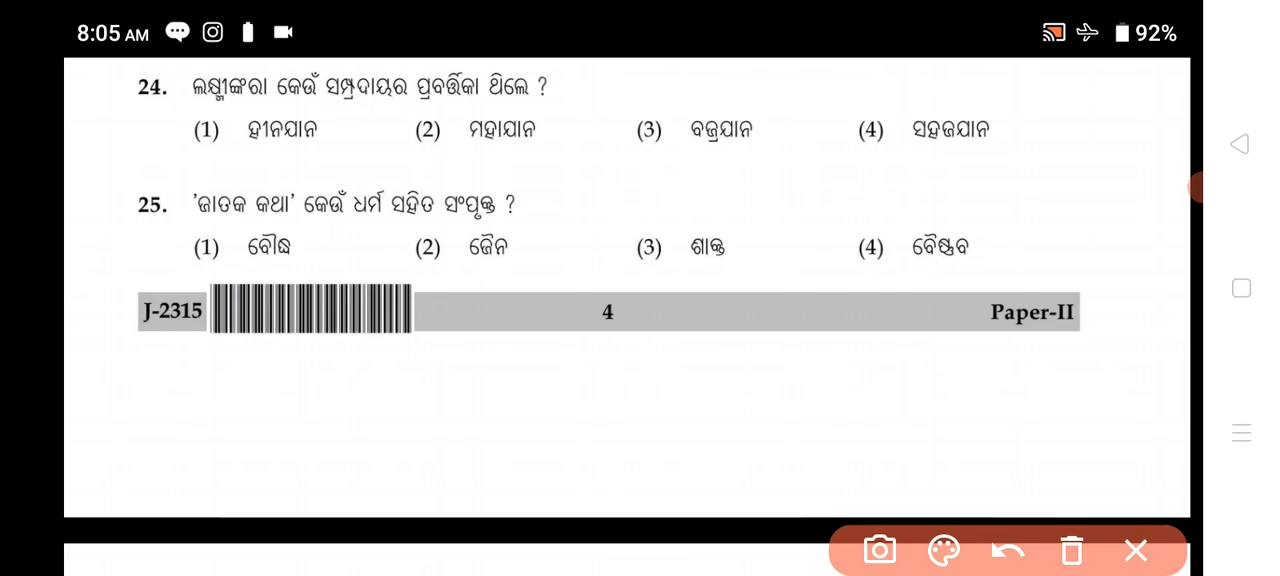 8:05 AM 92%
24. ଲକ୍ଷ୍ମୀଙ୍କରା କେଉଁ ସମ୍ପ୍ରଦାୟର ପ୍ରବର୍ତ୍ତିକା ଥିଲେ ?
(1) ହୀନଯାନ (2) ମହାଯାନ (3) ବଜ୍ରଯାନ (4) ସହଜଯାନ
25. 'ଜାତକ କଥା' କେଉଁ ଧର୍ମ ସହିତ ସଂପୃକ୍ତ ?
(1) ବୌଦ୍ଧ (2) ଜୈନ (3) ଶାକ୍ତ (4) ବୈଷ୍ଣବ
J-2315 4 Paper-II